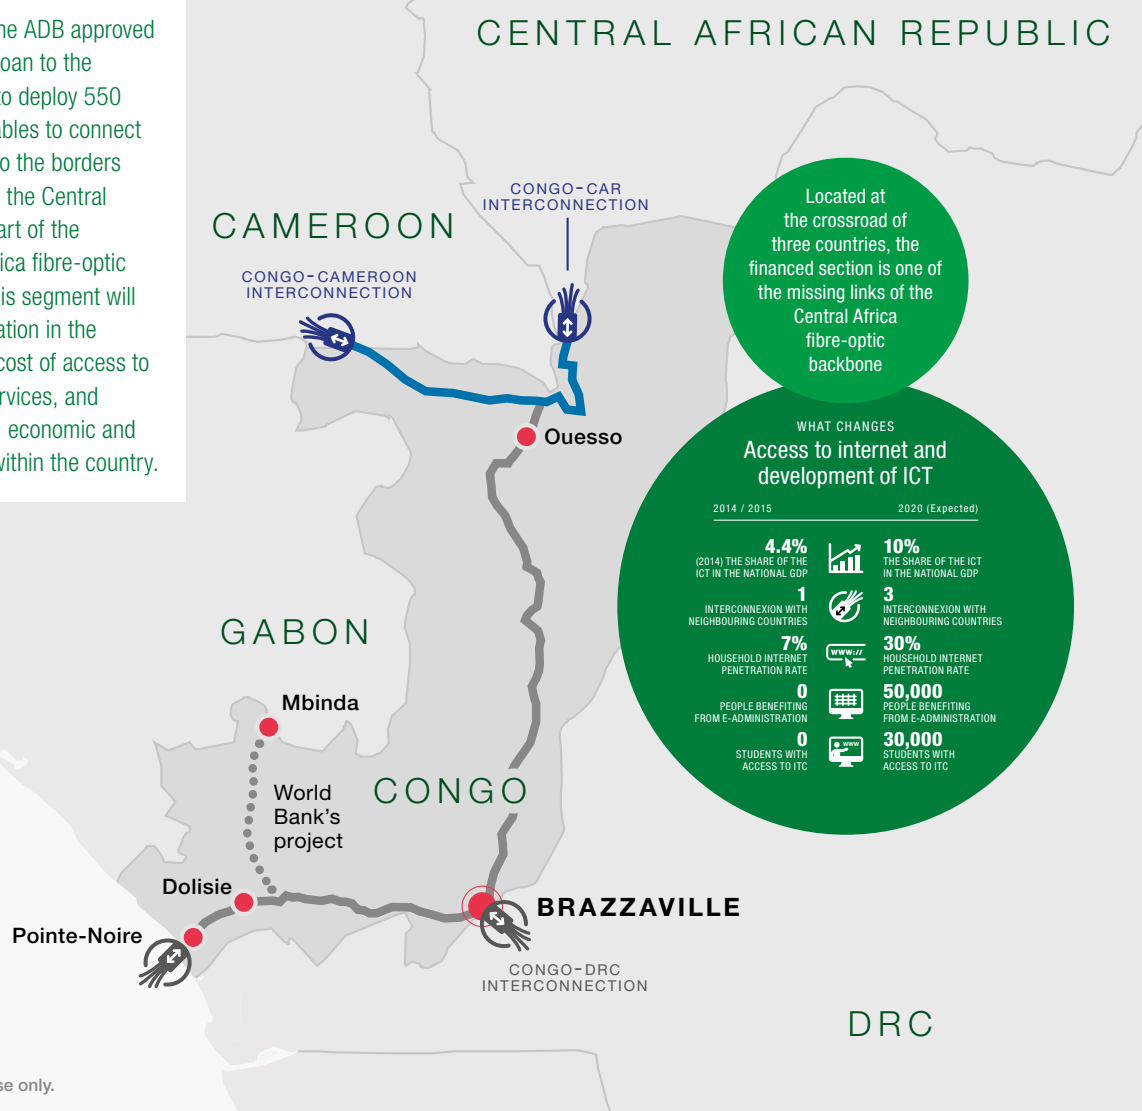 he ADB approved
oan to the
to deploy 550
ables to connect
o the borders
the Central
art of the
ica fibre-optic
is segment will
ation in the
cost of access to
rvices, and
economic and
within the country.
CENTRAL AFRICAN REPUBLIC
CONGO-CAR
INTERCONNECTION
CAMEROON
CONGO-CAMEROON
INTERCONNECTION
Located at
the crossroad of
three countries, the
financed section is one of
the missing links of the
Central Africa
fibre-optic
backbone
Ouesso
WHAT CHANGES
Access to internet and
development of ICT
2014 / 2015 2020 (Expected)
4.4% 10%
(2014) THE SHARE OF THE THE SHARE OF THE ICT
ICT IN THE NATIONAL GDP IN THE NATIONAL GDP
1 3
INTERCONNEXION WITH INTERCONNEXION WITH
NEIGHBOURING COUNTRIES NEIGHBOURING COUNTRIES
7% www:// 30%
HOUSEHOLD INTERNET HOUSEHOLD INTERNET
PENETRATION RATE PENETRATION RATE
0 50,000
PEOPLE BENEFITING PEOPLE BENEFITING
FROM E-ADMINISTRATION FROM E-ADMINISTRATION
0 www 30,000
STUDENTS WITH STUDENTS WITH
ACCESS TO ITC ACCESS TO ITC
GABON
Mbinda
CONGO
World
Bank's
project
Dolisie
BRAZZAVILLE
Pointe-Noire
CONGO-DRC
INTERCONNECTION
DRC
se only.